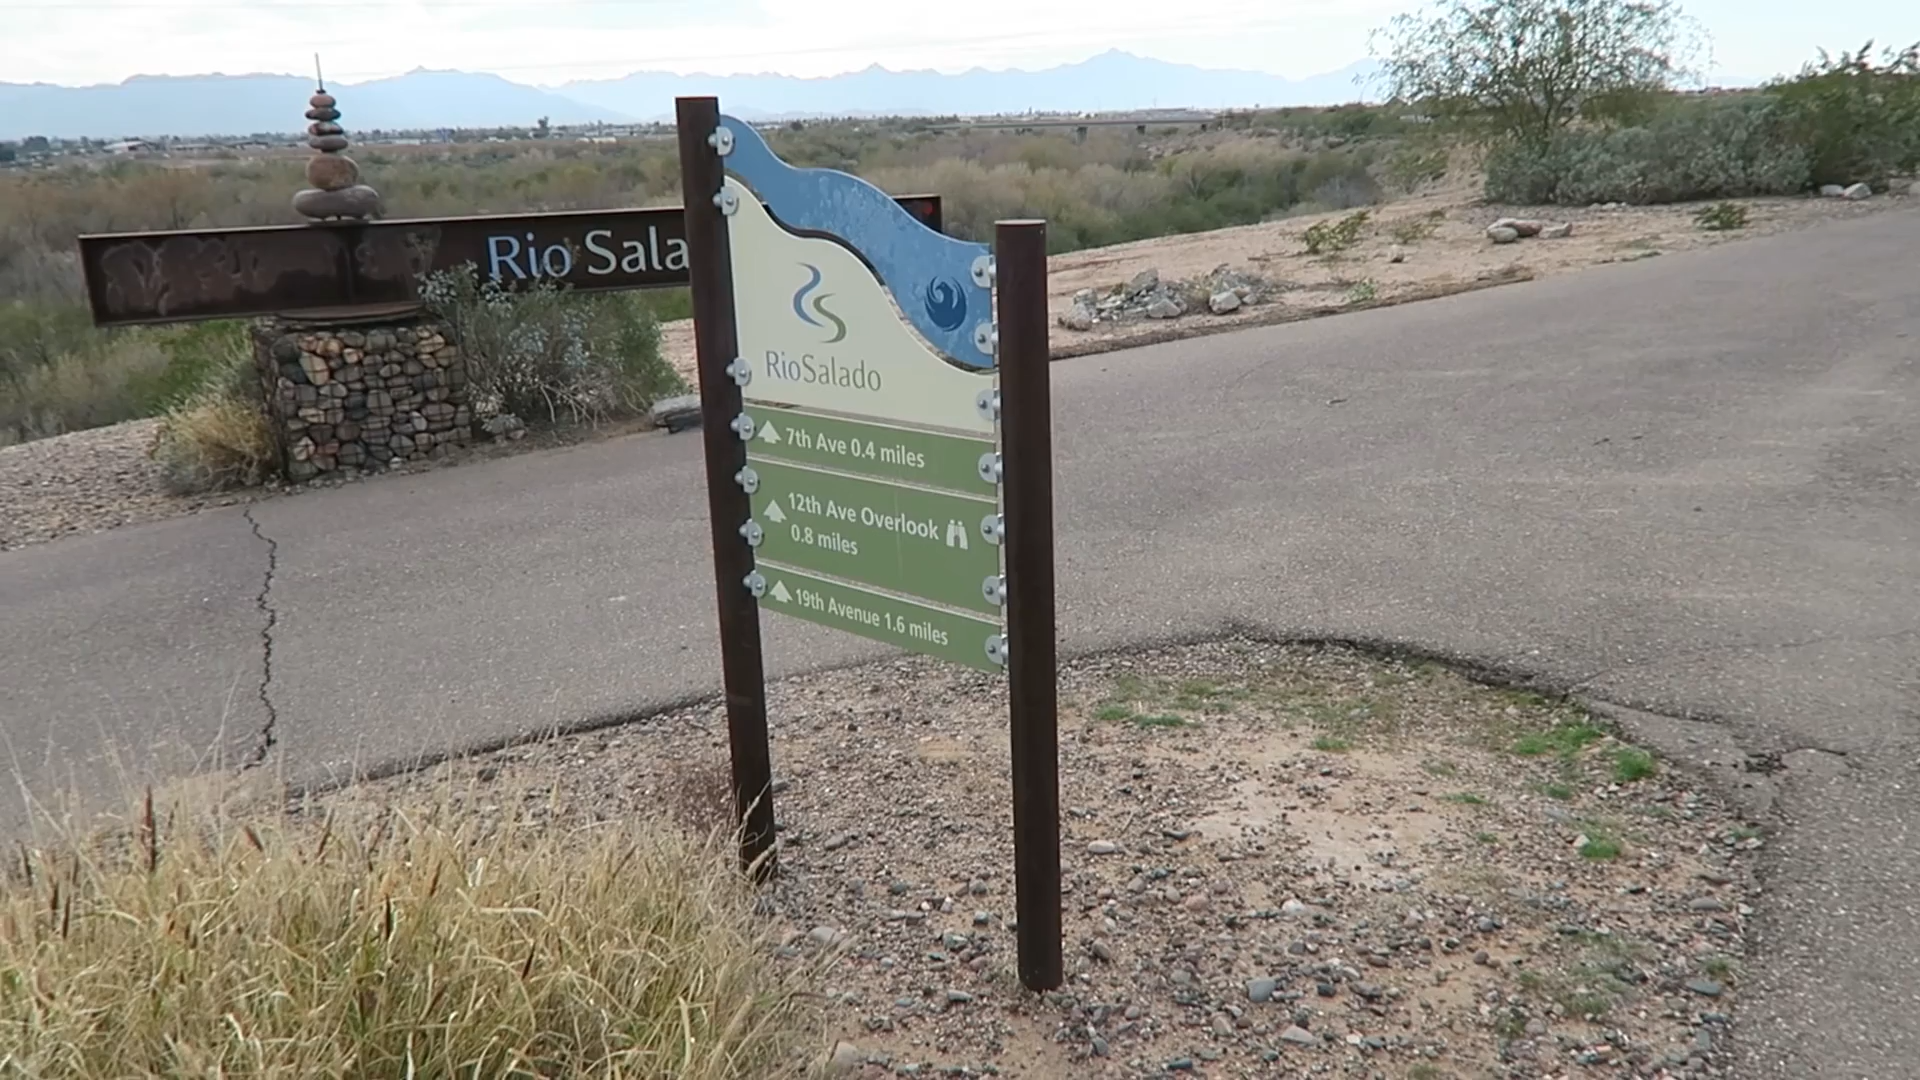 Rio Sala
RioSalado
7th Ave 0.4 miles
12th Ave Overlook
0.8 miles
19th Avenue 1.6 miles